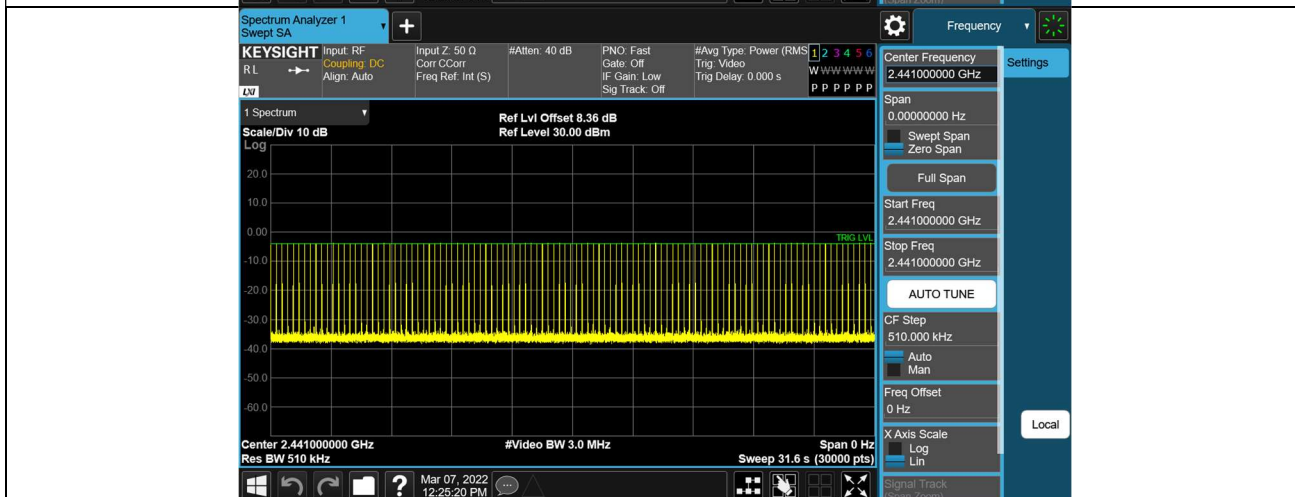 Spectrum Analyzer 1
Swept SA
+
Frequency
KEYSIGHT
RL
LXI
Input: RF
Coupling: DC
Align: Auto
Input Z: 50 Ω
Corr CCorr
Freq Ref: Int (S)
#Atten: 40 dB
PNO: Fast
Gate: Off
IF Gain: Low
Sig Track: Off
#Avg Type: Power (RMS
Trig: Video
Trig Delay: 0.000 s
1 2 3 4 5 6
W W W W W W
P P P P P P
Center Frequency
2.441000000 GHz
Settings
Span
0.00000000 Hz
Swept Span
Zero Span
Full Span
Start Freq
2.441000000 GHz
Stop Freq
2.441000000 GHz
AUTO TUNE
CF Step
510.000 kHz
Auto
Man
Freq Offset
0 Hz
X Axis Scale
Log
Lin
Signal Track
(Span Zoom)
Local
1 Spectrum
Scale/Div 10 dB
Log
Ref Lvl Offset 8.36 dB
Ref Level 30.00 dBm
20.0
10.0
0.00
TRIG LVL
-10.0
-20.0
-30.0
-40.0
-50.0
-60.0
Center 2.441000000 GHz
#Video BW 3.0 MHz
Span 0 Hz
Res BW 510 kHz
Sweep 31.6 s (30000 pts)
?
Mar 07, 2022
12:25:20 PM